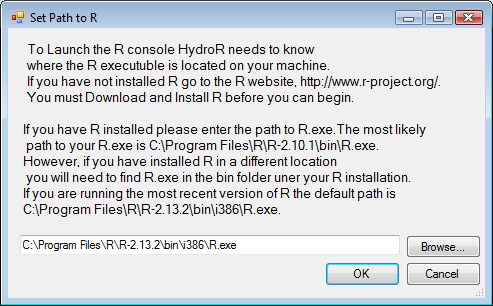 Set Path to R
To Launch the R console HydroR needs to know
where the R executuble is located on your machine.
If you have not installed R go to the R website, http://www.r-project.org/.
You must Download and Install R before you can begin.
If you have R installed please enter the path to R.exe.The most likely
path to your R.exe is C:\Program Files\R\R-2.10.1\bin\R.exe.
However, if you have installed R in a different location
you will need to find R.exe in the bin folder uner your R installation.
If you are running the most recent version of R the default path is
C:\Program Files\R\R-2.13.2\bin\i386\R.exe.
C:\Program Files\R\R-2.13.2\bin\i386\R.exe
Browse...
OK
Cancel